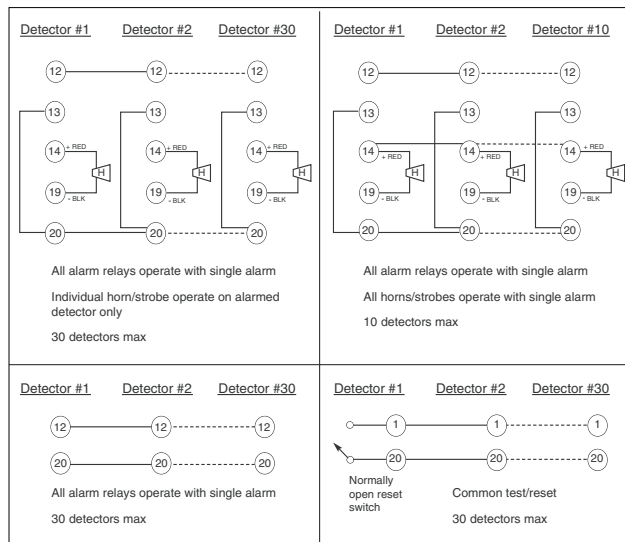 Detector #1 Detector #2 Detector #30
12 12 12
13 13 13
14 + RED 14 + RED 14 + RED
H H H
19 - BLK 19 - BLK 19 - BLK
20 20 20
All alarm relays operate with single alarm
Individual horn/strobe operate on alarmed
detector only
30 detectors max
Detector #1 Detector #2 Detector #10
12 12 12
13 13 13
14 + RED 14 + RED 14 + RED
H H H
19 - BLK 19 - BLK 19 - BLK
20 20 20
All alarm relays operate with single alarm
All horns/strobes operate with single alarm
10 detectors max
Detector #1 Detector #2 Detector #30
12 12 12
20 20 20
All alarm relays operate with single alarm
30 detectors max
Detector #1 Detector #2 Detector #30
1 1 1
20 20 20
Normally
open reset
switch
Common test/reset
30 detectors max